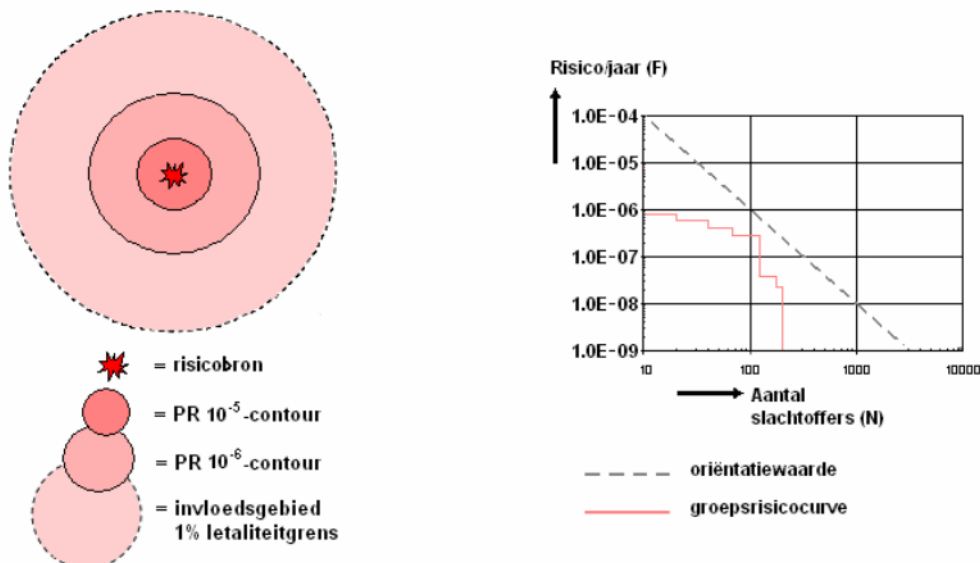 = risicobron
= PR 10⁻⁵-contour
= PR 10⁻⁶-contour
= invloedsgebied
1% letaliteitgrens
Risico/jaar (F)
1.0E-04
1.0E-05
1.0E-06
1.0E-07
1.0E-08
1.0E-09
10 100 1000 10000
Aantal
slachtoffers (N)
oriëntatiewaarde
groepsrisicocurve